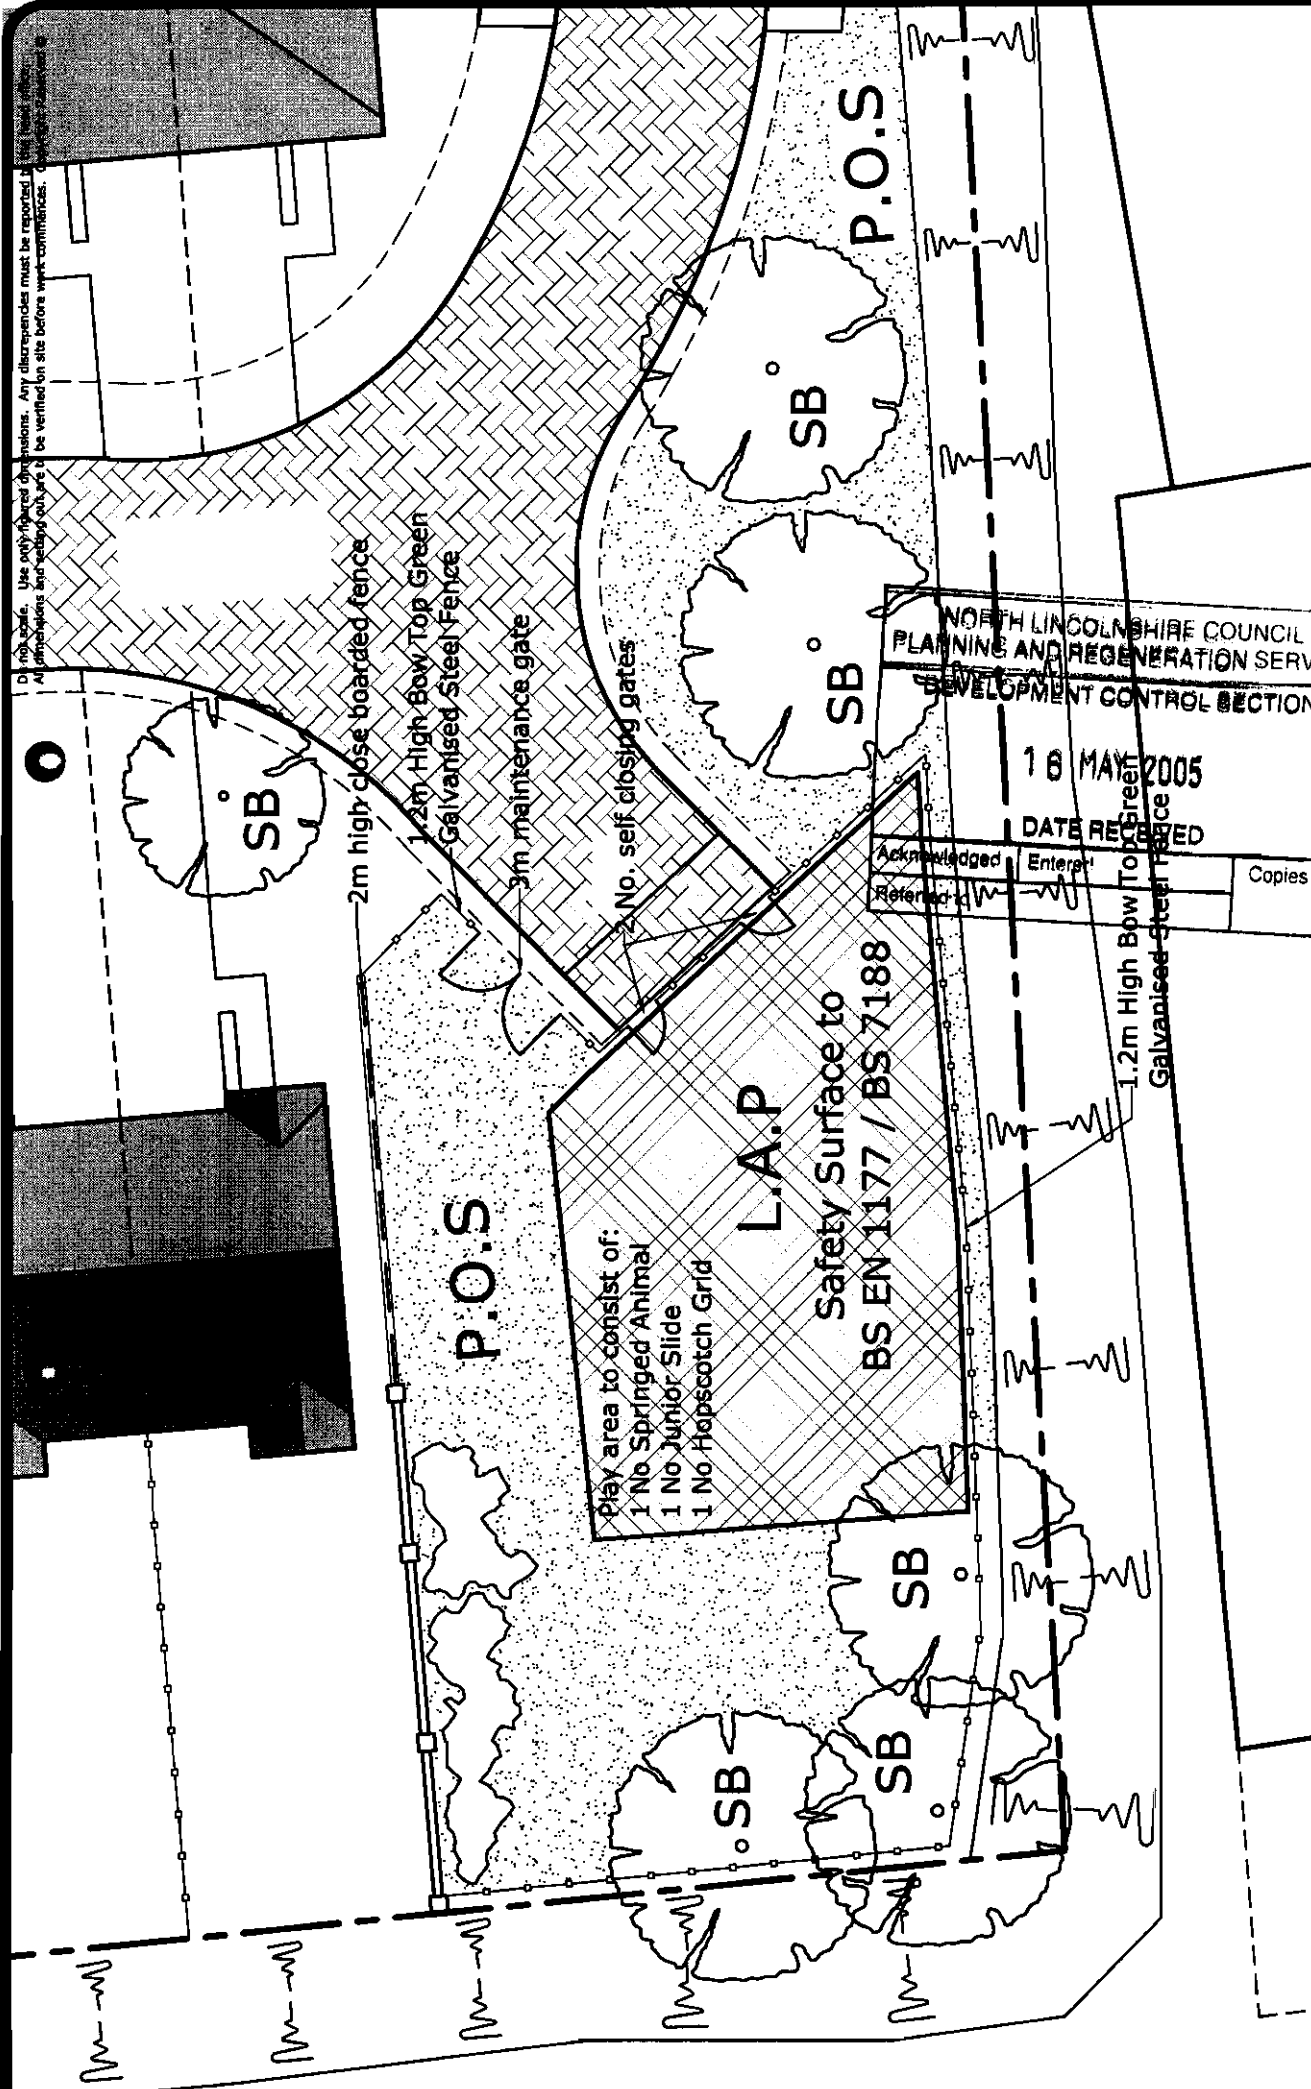 Do not scale. Use only figured dimensions. Any discrepencies must be reported
All dimensions and setting out are to be verified on site before work commences.
P.O.S
SB
SB
SB
2m high close boarded fence
1.2m High Bow Top Green
Galvanised Steel Fence
3m maintenance gate
2 No. self closing gates
NORTH LINCOLNSHIRE COUNCIL
PLANNING AND REGENERATION SERV
DEVELOPMENT CONTROL SECTION
16 MAY 2005
DATE RECEIVED
Acknowledged
Enterer
Copies
Referred to
1.2m High Bow Top Green
Galvanised Steel Fence
P.O.S
L.A.P
Safety Surface to
BS EN 1177 / BS 7188
Play area to consist of:
1 No Springed Animal
1 No Junior Slide
1 No Hopscotch Grid
SB
SB
SB